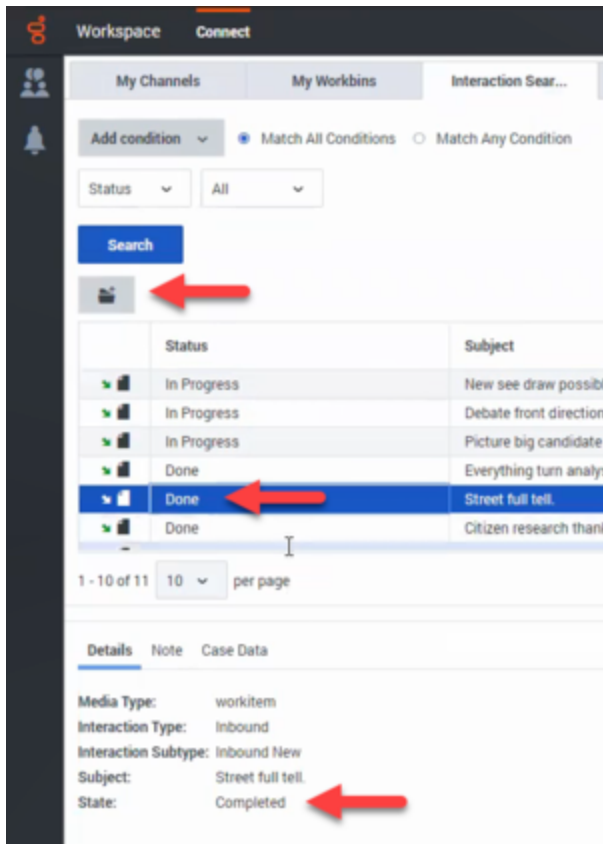 Workspace Connect
My Channels My Workbins Interaction Sear...
Add condition Match All Conditions Match Any Condition
Status All
Search
Status Subject
In Progress New see draw possibl
In Progress Debate front direction
In Progress Picture big candidate
Done Everything turn analys
Done Street full tell.
Done Citizen research thank
1 - 10 of 11 10 per page
Details Note Case Data
Media Type: workitem
Interaction Type: Inbound
Interaction Subtype: Inbound New
Subject: Street full tell.
State: Completed